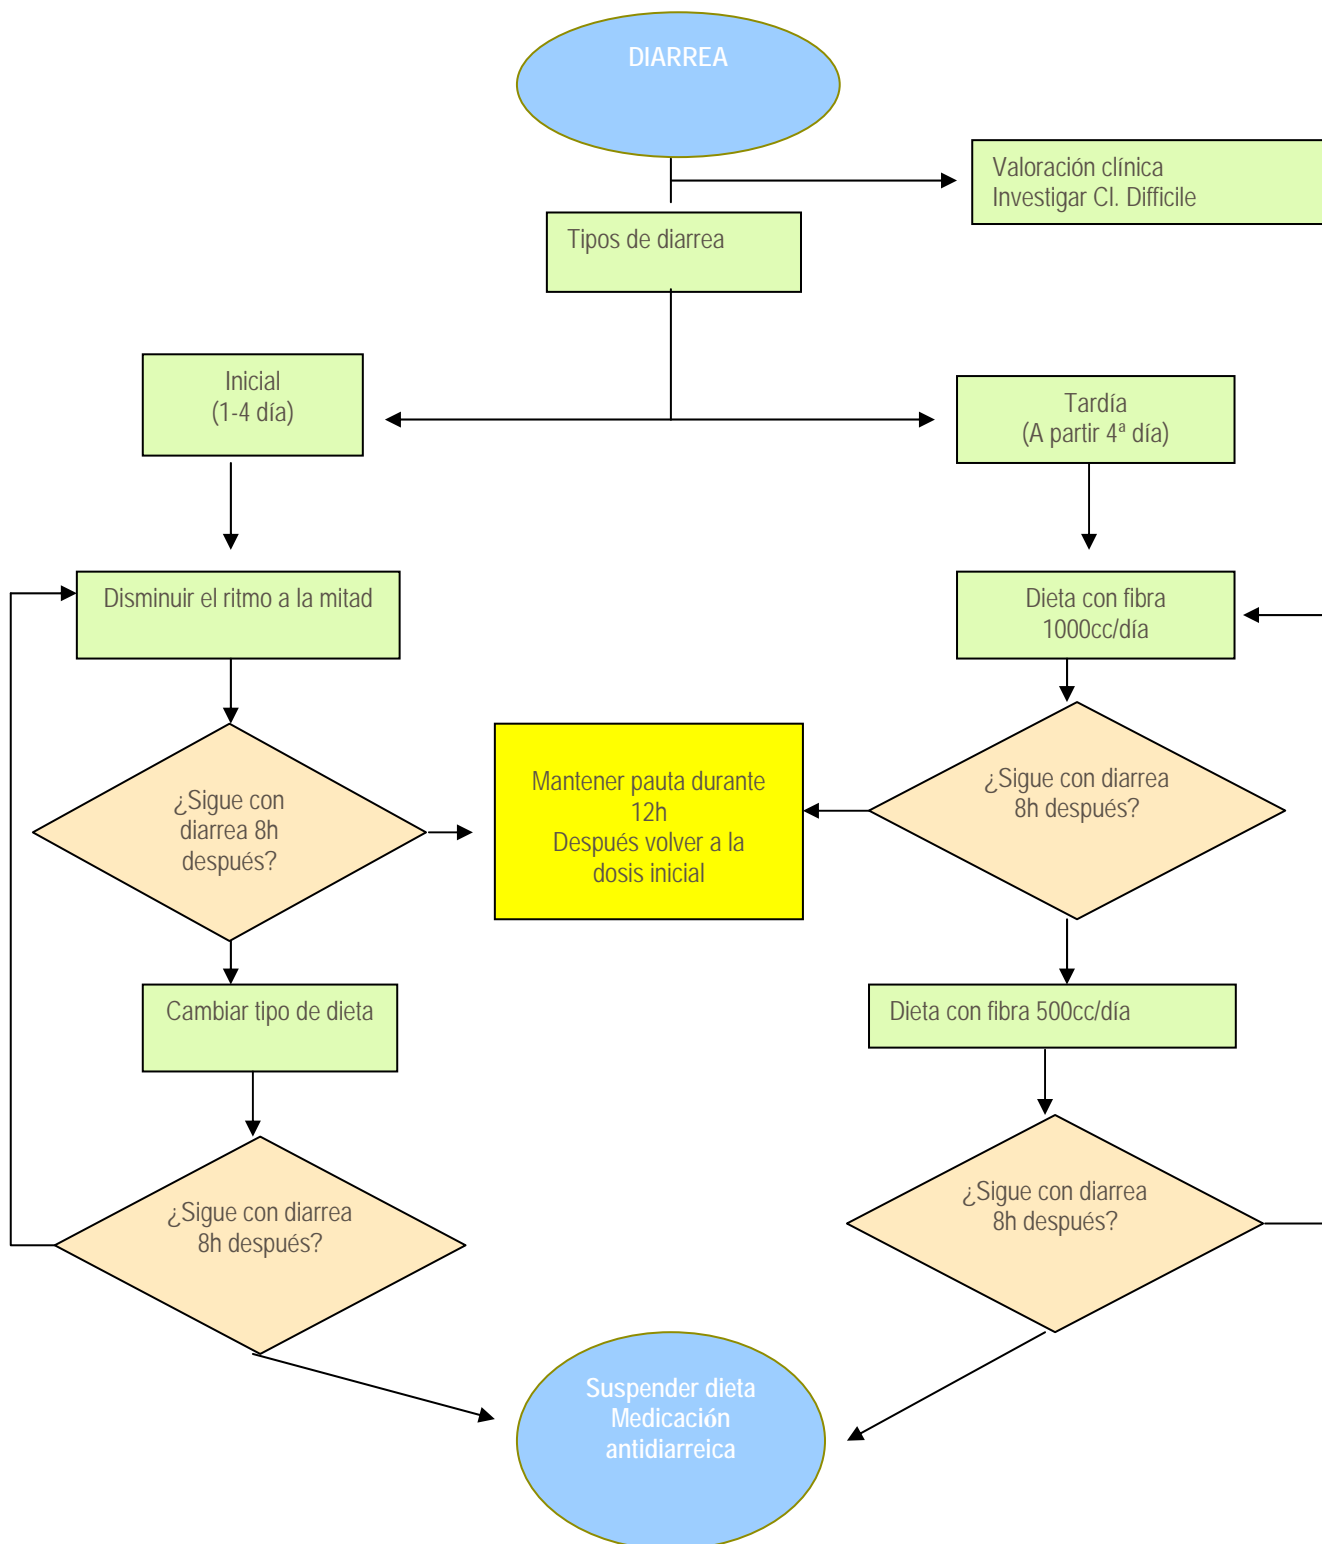 DIARREA
Valoración clínica
Investigar Cl. Difficile
Tipos de diarrea
Inicial
(1-4 día)
Tardía
(A partir 4ª día)
Disminuir el ritmo a la mitad
Dieta con fibra
1000cc/día
¿Sigue con
diarrea 8h
después?
Mantener pauta durante
12h
Después volver a la
dosis inicial
¿Sigue con diarrea
8h después?
Cambiar tipo de dieta
Dieta con fibra 500cc/día
¿Sigue con diarrea
8h después?
¿Sigue con diarrea
8h después?
Suspender dieta
Medicación
antidiarreica